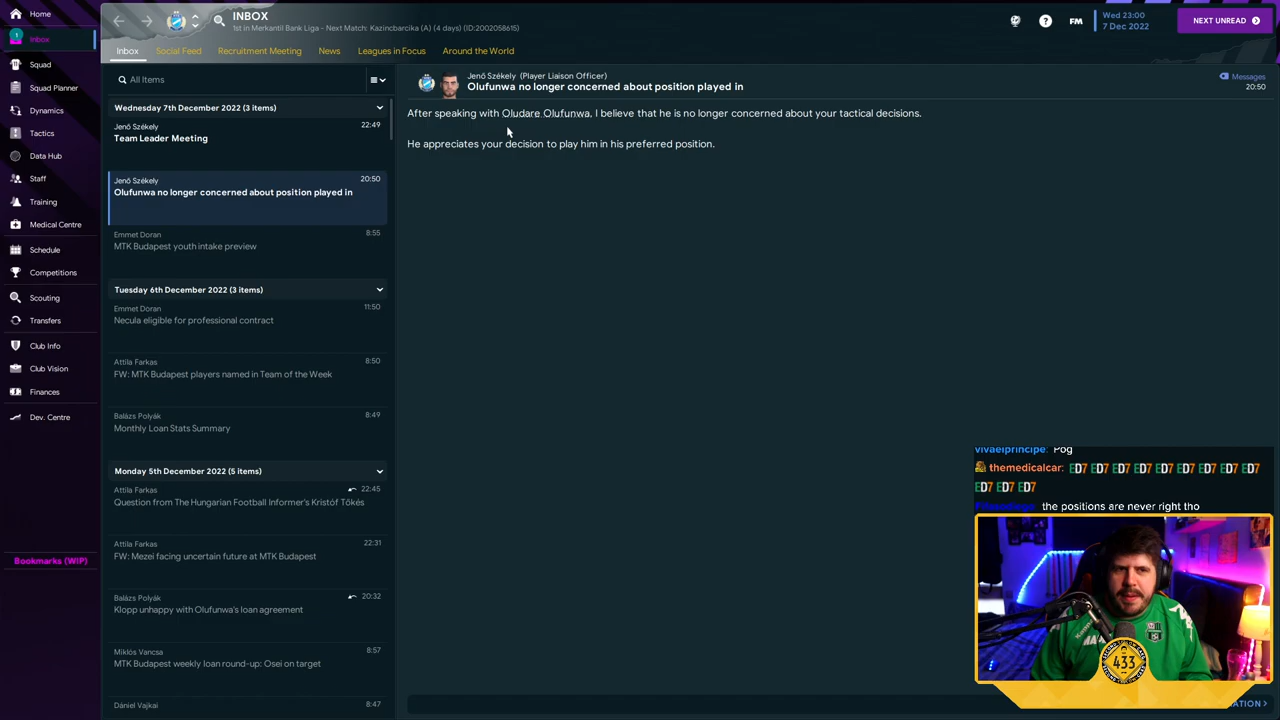 Home
1
Inbox
Squad
Squad Planner
Dynamics
Tactics
Data Hub
Staff
Training
Medical Centre
Schedule
Competitions
Scouting
Transfers
Club Info
Club Vision
Finances
Dev. Centre
Bookmarks (WIP)
INBOX
1st in Merkantil Bank Liga - Next Match: Kazincbarcika (A) (4 days) (ID:2002058615)
FM
Wed 23:00
7 Dec 2022
NEXT UNREAD
Inbox
Social Feed
Recruitment Meeting
News
Leagues in Focus
Around the World
All Items
Wednesday 7th December 2022 (3 items)
Jenő Székely 22:49
Team Leader Meeting
Jenő Székely 20:50
Olufunwa no longer concerned about position played in
Emmet Doran 8:55
MTK Budapest youth intake preview
Tuesday 6th December 2022 (3 items)
Emmet Doran 11:50
Necula eligible for professional contract
Attila Farkas 8:50
FW: MTK Budapest players named in Team of the Week
Balázs Polyák 8:49
Monthly Loan Stats Summary
Monday 5th December 2022 (5 items)
Attila Farkas 22:45
Question from The Hungarian Football Informer's Kristóf Tőkés
Attila Farkas 22:31
FW: Mezei facing uncertain future at MTK Budapest
Balázs Polyák 20:32
Klopp unhappy with Olufunwa's loan agreement
Miklós Vancsa 8:57
MTK Budapest weekly loan round-up: Osei on target
Dániel Vajkai 8:47
Jenő Székely (Player Liaison Officer)
Olufunwa no longer concerned about position played in
Messages
20:50
After speaking with Oludare Olufunwa, I believe that he is no longer concerned about your tactical decisions.
He appreciates your decision to play him in his preferred position.
vivaelprincipe: Pog
themedicalcar: ED7 ED7 ED7 ED7 ED7 ED7 ED7 ED7 ED7
ED7 ED7 ED7
the positions are never right tho
433